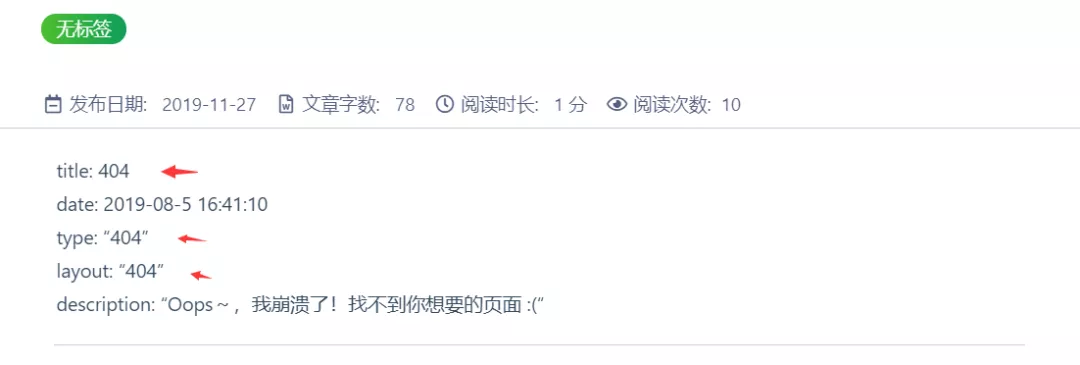 无标签
发布日期: 2019-11-27 文章字数: 78 阅读时长: 1 分 阅读次数: 10
title: 404
date: 2019-08-5 16:41:10
type: “404”
layout: “404”
description: “Oops～，我崩溃了！找不到你想要的页面 :(“